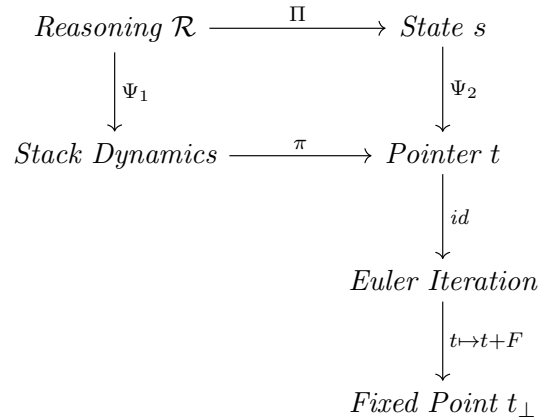 Reasoning ℛ Π State s
Ψ₁ Ψ₂
Stack Dynamics π Pointer t
id
Euler Iteration
t↦t+F
Fixed Point t⊥